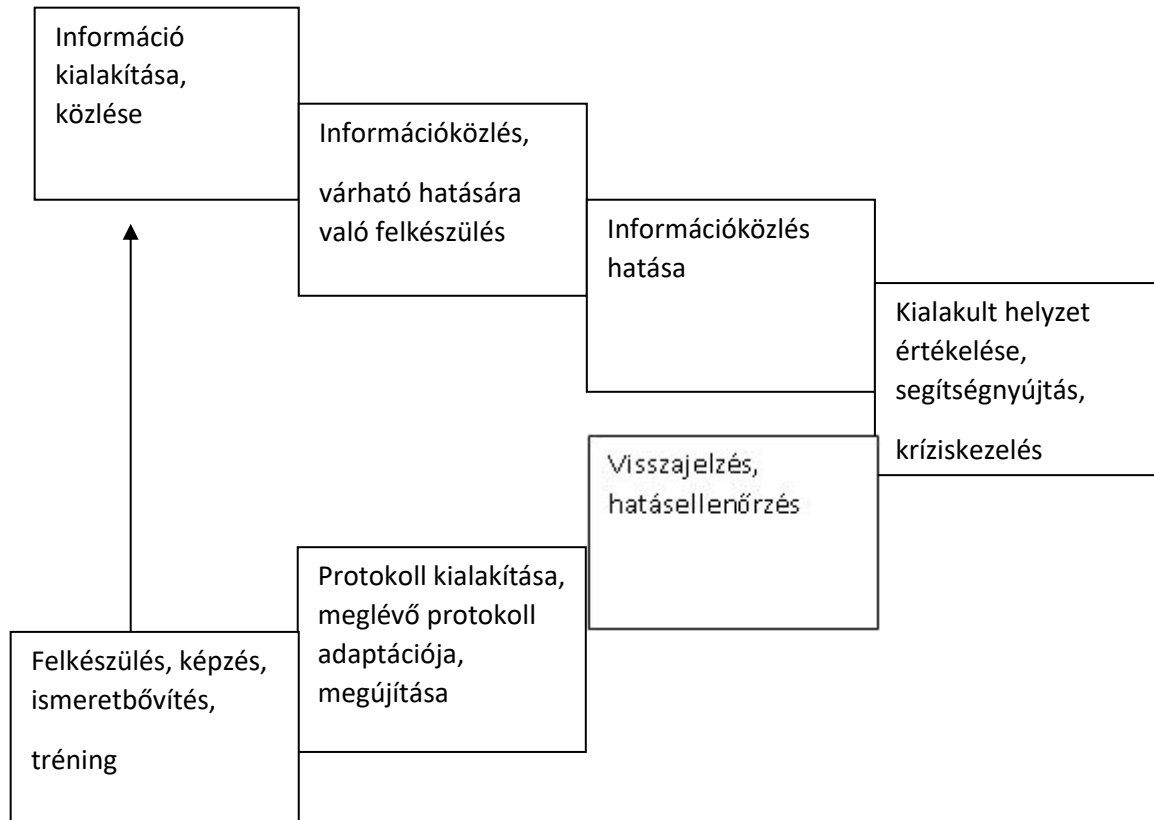 Információ
kialakítása,
közlése
Információközlés,
várható hatására
való felkészülés
Információközlés
hatása
Kialakult helyzet
értékelése,
segítségnyújtás,
kríziskezelés
Visszajelzés,
hatásellenőrzés
Protokoll kialakítása,
meglévő protokoll
adaptációja,
megújítása
Felkészülés, képzés,
ismeretbővítés,
tréning